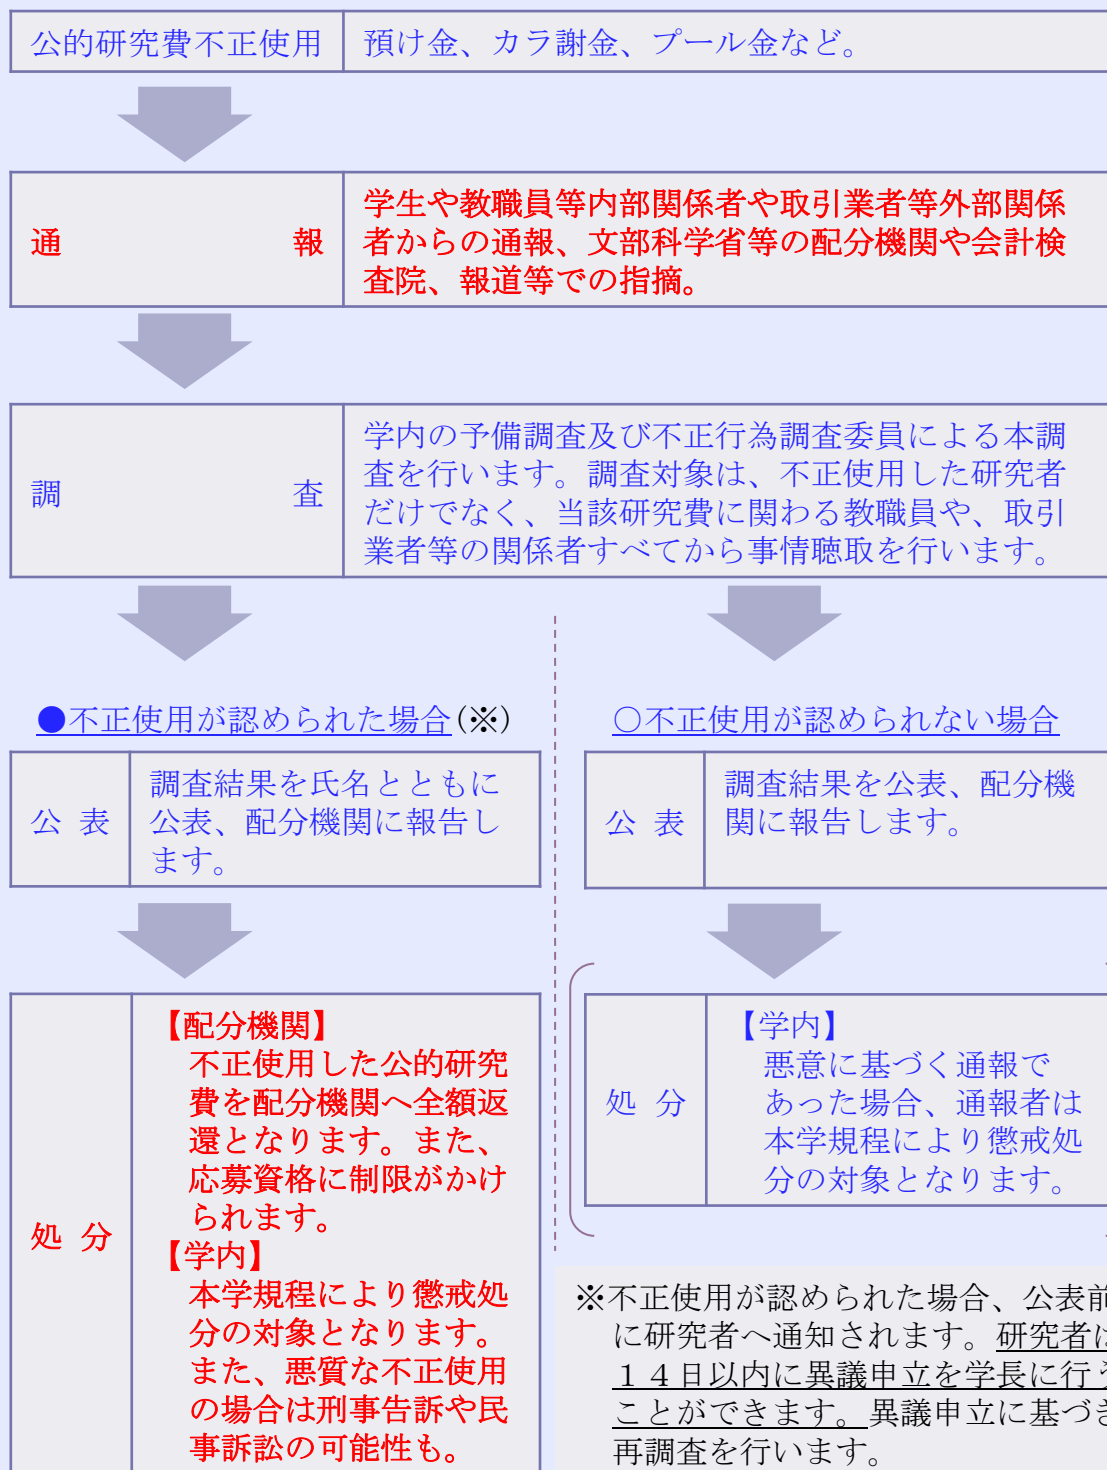 公的研究費不正使用
預け金、カラ謝金、プール金など。
通報
学生や教職員等内部関係者や取引業者等外部関係
者からの通報、文部科学省等の配分機関や会計検
査院、報道等での指摘。
調査
学内の予備調査及び不正行為調査委員による本調
査を行います。調査対象は、不正使用した研究者
だけでなく、当該研究費に関わる教職員や、取引
業者等の関係者すべてから事情聴取を行います。
●不正使用が認められた場合(※)
公表
調査結果を氏名とともに
公表、配分機関に報告し
ます。
処分
【配分機関】
不正使用した公的研究
費を配分機関へ全額返
還となります。また、
応募資格に制限がかけ
られます。
【学内】
本学規程により懲戒処
分の対象となります。
また、悪質な不正使用
の場合は刑事告訴や民
事訴訟の可能性も。
○不正使用が認められない場合
公表
調査結果を公表、配分機
関に報告します。
処分
【学内】
悪意に基づく通報で
あった場合、通報者は
本学規程により懲戒処
分の対象となります。
※不正使用が認められた場合、公表前
に研究者へ通知されます。研究者は
１４日以内に異議申立を学長に行う
ことができます。異議申立に基づき
再調査を行います。